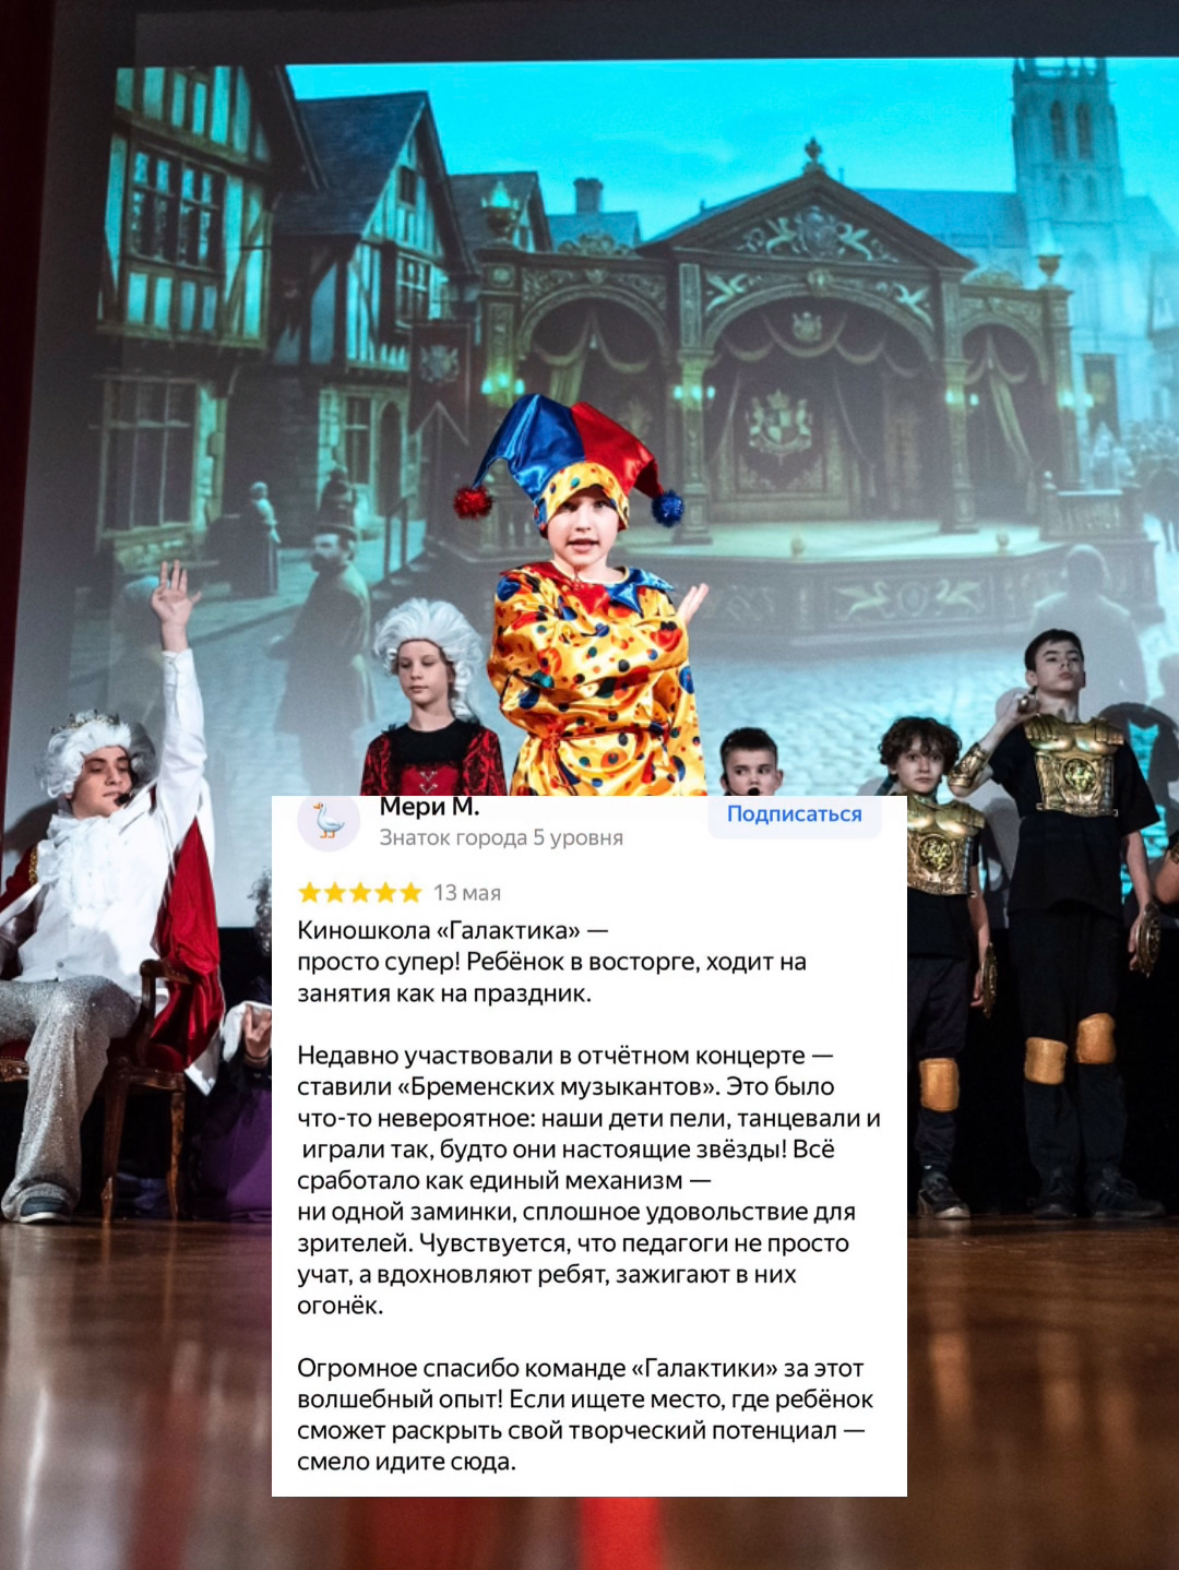 Мери М.
Подписаться
Знаток города 5 уровня
13 мая
Киношкола «Галактика» —
просто супер! Ребёнок в восторге, ходит на
занятия как на праздник.
Недавно участвовали в отчётном концерте —
ставили «Бременских музыкантов». Это было
что-то невероятное: наши дети пели, танцевали и
играли так, будто они настоящие звёзды! Всё
сработало как единый механизм —
ни одной заминки, сплошное удовольствие для
зрителей. Чувствуется, что педагоги не просто
учат, а вдохновляют ребят, зажигают в них
огонёк.
Огромное спасибо команде «Галактики» за этот
волшебный опыт! Если ищете место, где ребёнок
сможет раскрыть свой творческий потенциал —
смело идите сюда.